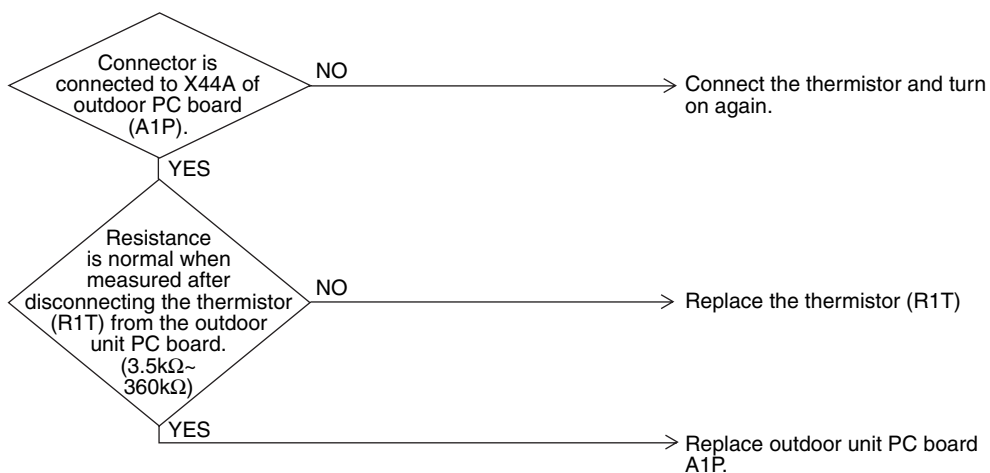 Connector is
connected to X44A of
outdoor PC board
(A1P).
NO
Connect the thermistor and turn
on again.
YES
Resistance
is normal when
measured after
disconnecting the thermistor
(R1T) from the outdoor
unit PC board.
(3.5kΩ~
360kΩ)
NO
Replace the thermistor (R1T)
YES
Replace outdoor unit PC board
A1P.